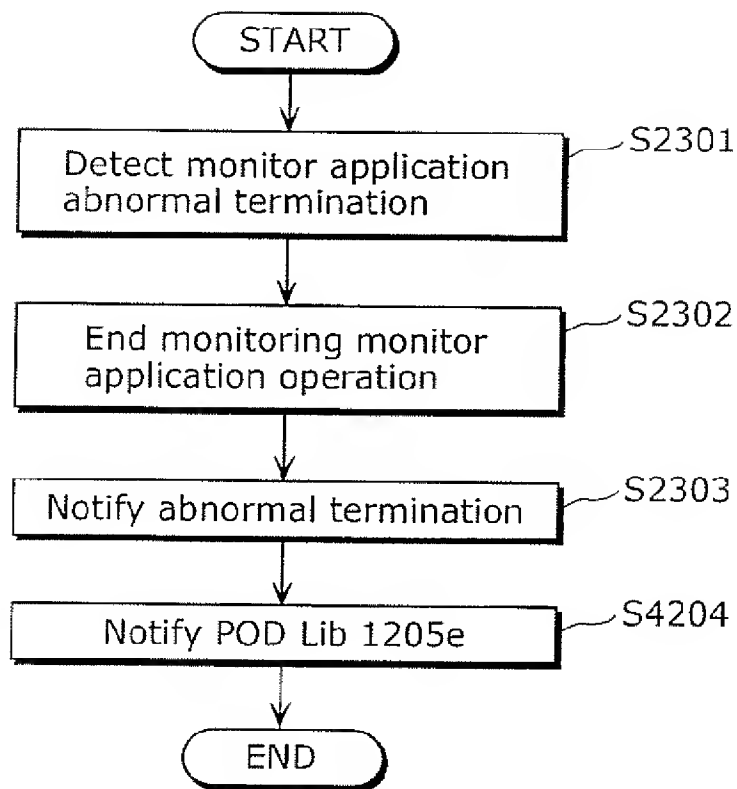 START
S2301
Detect monitor application
abnormal termination
S2302
End monitoring monitor
application operation
S2303
Notify abnormal termination
S4204
Notify POD Lib 1205e
END